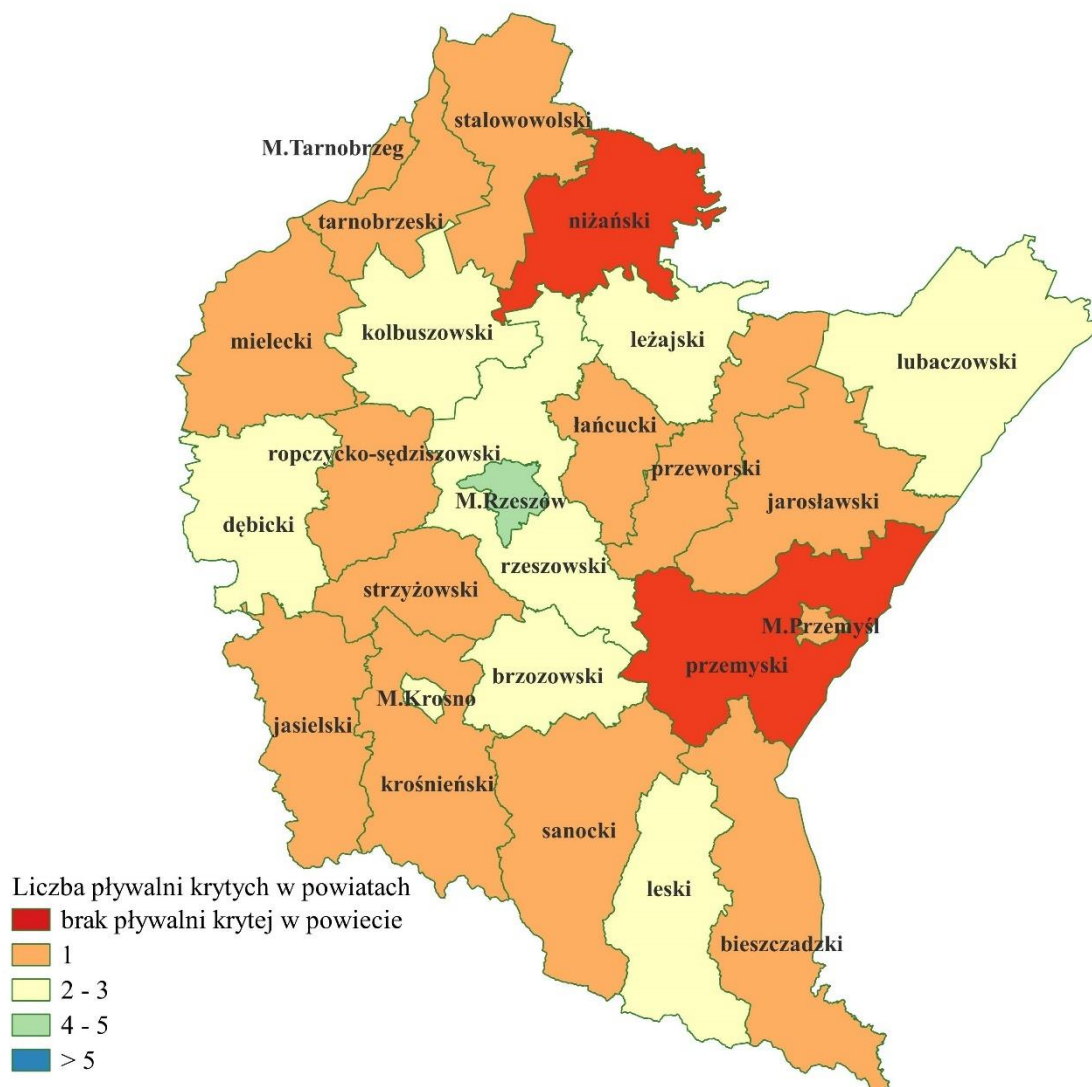 stalowowolski
M.Tarnobrzeg
tarnobrzeski
niżański
mielecki
kolbuszowski
leżajski
lubaczowski
łańcucki
ropczycko-sędziszowski
przeworski
M.Rzeszów
jarosławski
dębicki
rzeszowski
strzyżowski
M.Przemyśl
brzozowski
przemyski
M.Krosno
jasielski
krośnieński
sanocki
leski
bieszczadzki
Liczba pływalni krytych w powiatach
brak pływalni krytej w powiecie
1
2 - 3
4 - 5
> 5